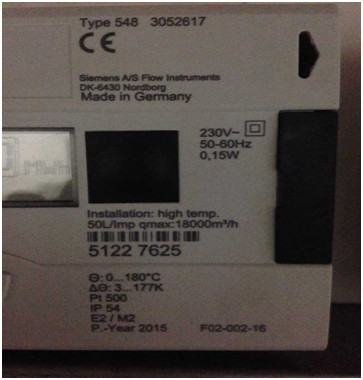 Type 548 3052617
CE
Siemens A/S Flow Instruments
DK-6430 Nordborg
Made in Germany
230V~
50-60Hz
0,15W
MWh
Installation: high temp.
50L/Imp qmax:18000m³/h
5122 7625
Θ: 0...180°C
ΔΘ: 3...177K
Pt 500
IP 54
E2 / M2
P.-Year 2015 F02-002-16